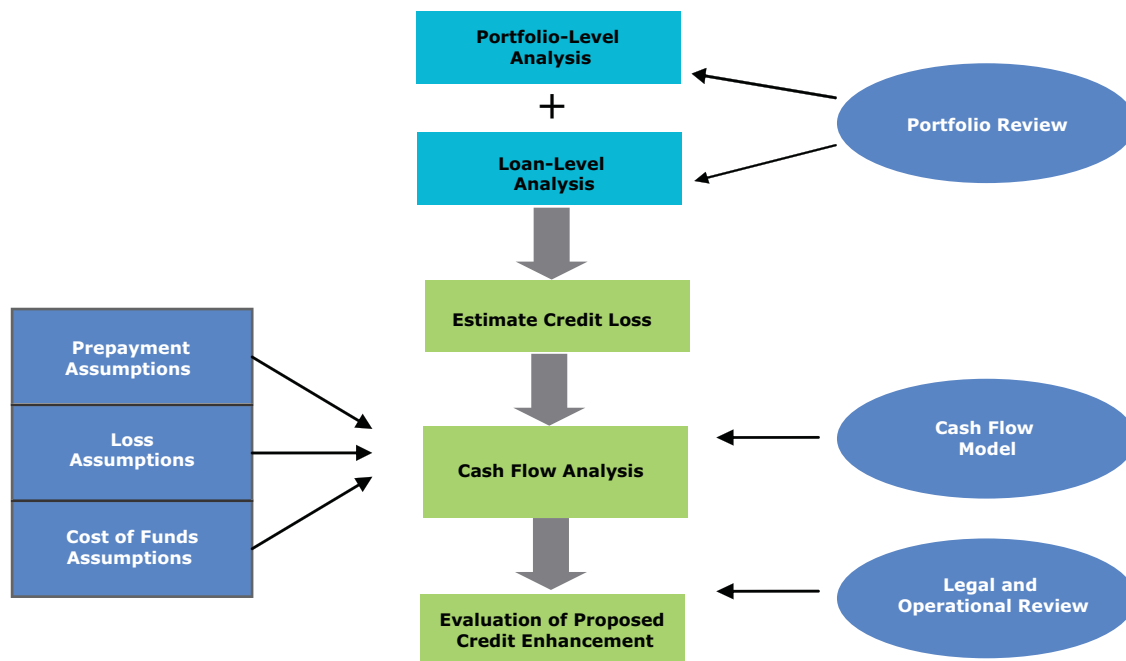 Portfolio-Level
Analysis
+
Portfolio Review
Loan-Level
Analysis
Estimate Credit Loss
Prepayment
Assumptions
Loss
Assumptions
Cost of Funds
Assumptions
Cash Flow Analysis
Cash Flow
Model
Evaluation of Proposed
Credit Enhancement
Legal and
Operational Review